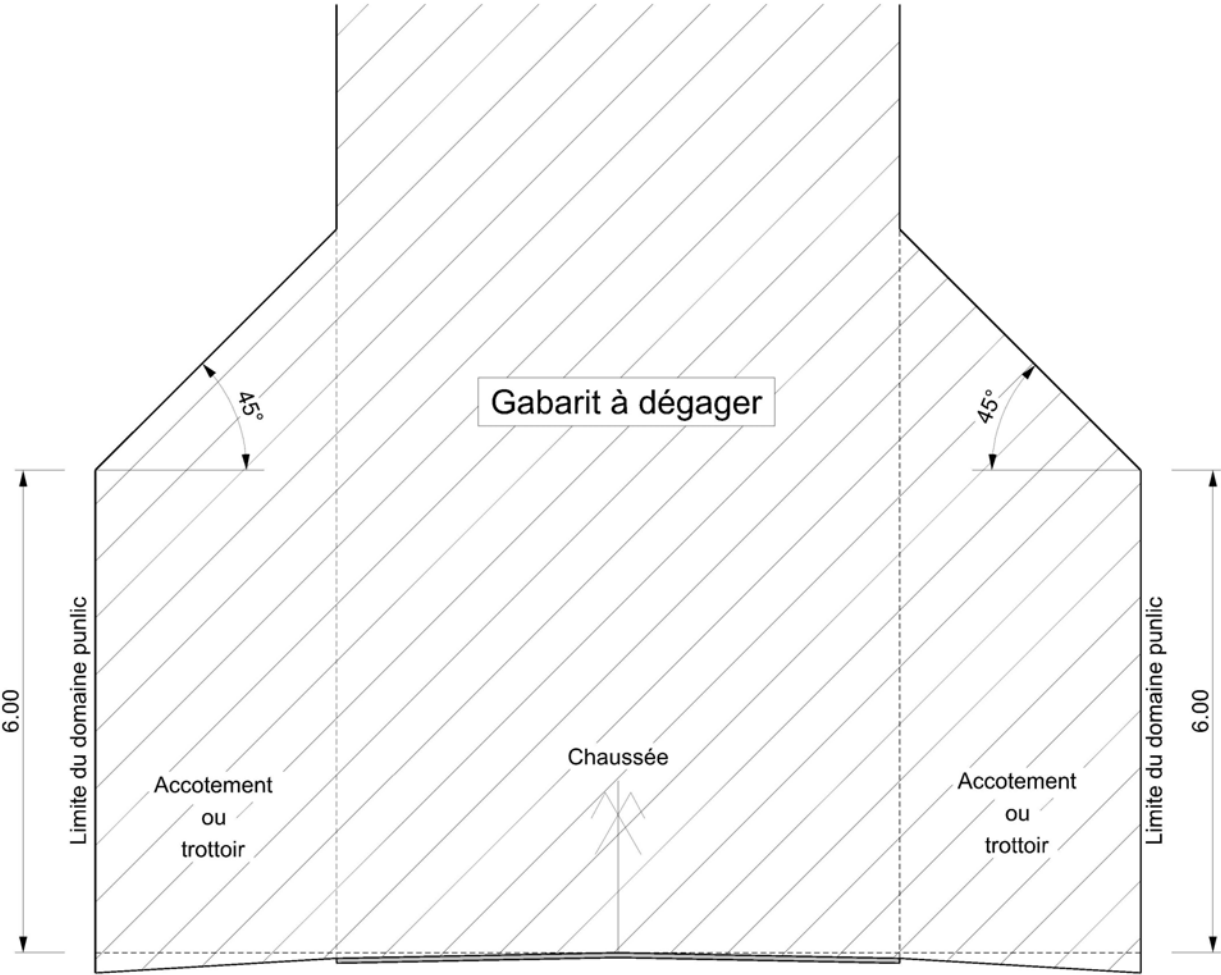 Gabarit à dégager
45°
45°
6.00
Limite du domaine punlic
Accotement
ou
trottoir
Chaussée
Accotement
ou
trottoir
Limite du domaine punlic
6.00